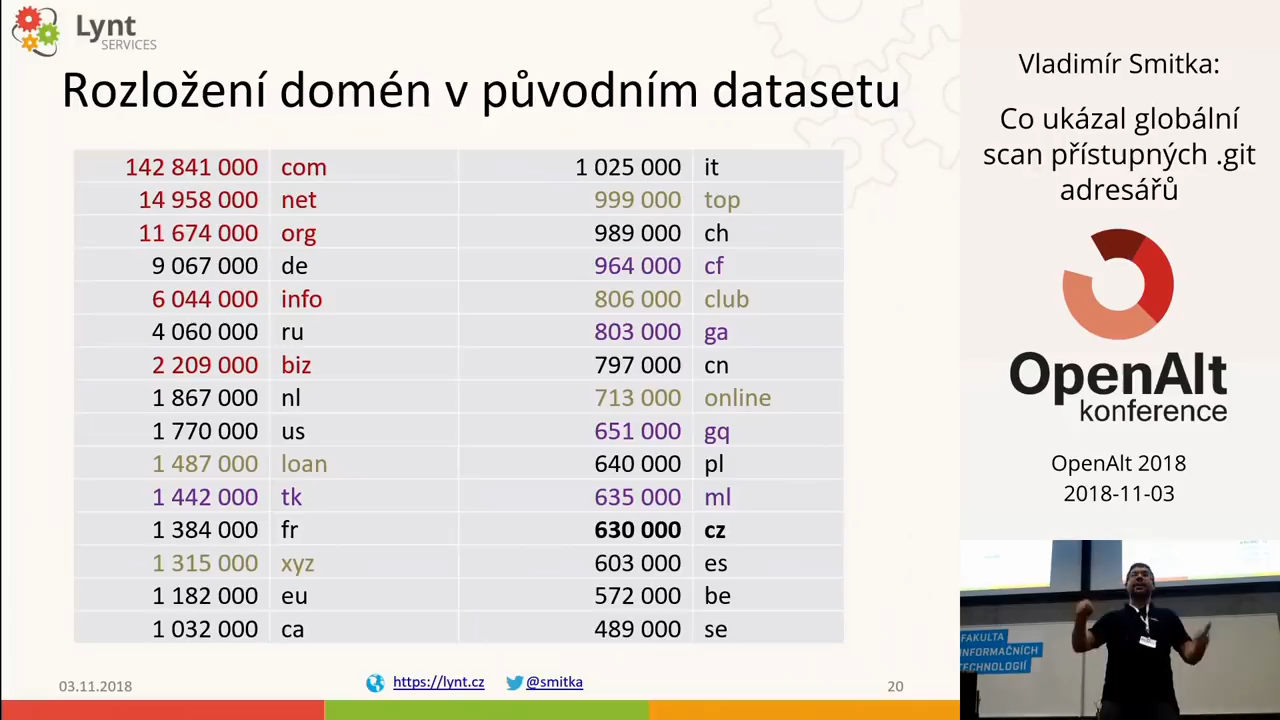 Lynt
SERVICES
Rozložení domén v původním datasetu
142 841 000 com 1 025 000 it
14 958 000 net 999 000 top
11 674 000 org 989 000 ch
9 067 000 de 964 000 cf
6 044 000 info 806 000 club
4 060 000 ru 803 000 ga
2 209 000 biz 797 000 cn
1 867 000 nl 713 000 online
1 770 000 us 651 000 gq
1 487 000 loan 640 000 pl
1 442 000 tk 635 000 ml
1 384 000 fr 630 000 cz
1 315 000 xyz 603 000 es
1 182 000 eu 572 000 be
1 032 000 ca 489 000 se
03.11.2018 https://lynt.cz @smitka 20
Vladimír Smitka:
Co ukázal globální
scan přístupných .git
adresářů
OpenAlt
konference
OpenAlt 2018
2018-11-03
FAKULTA
INFORMAČNÍCH
TECHNOLOGIÍ